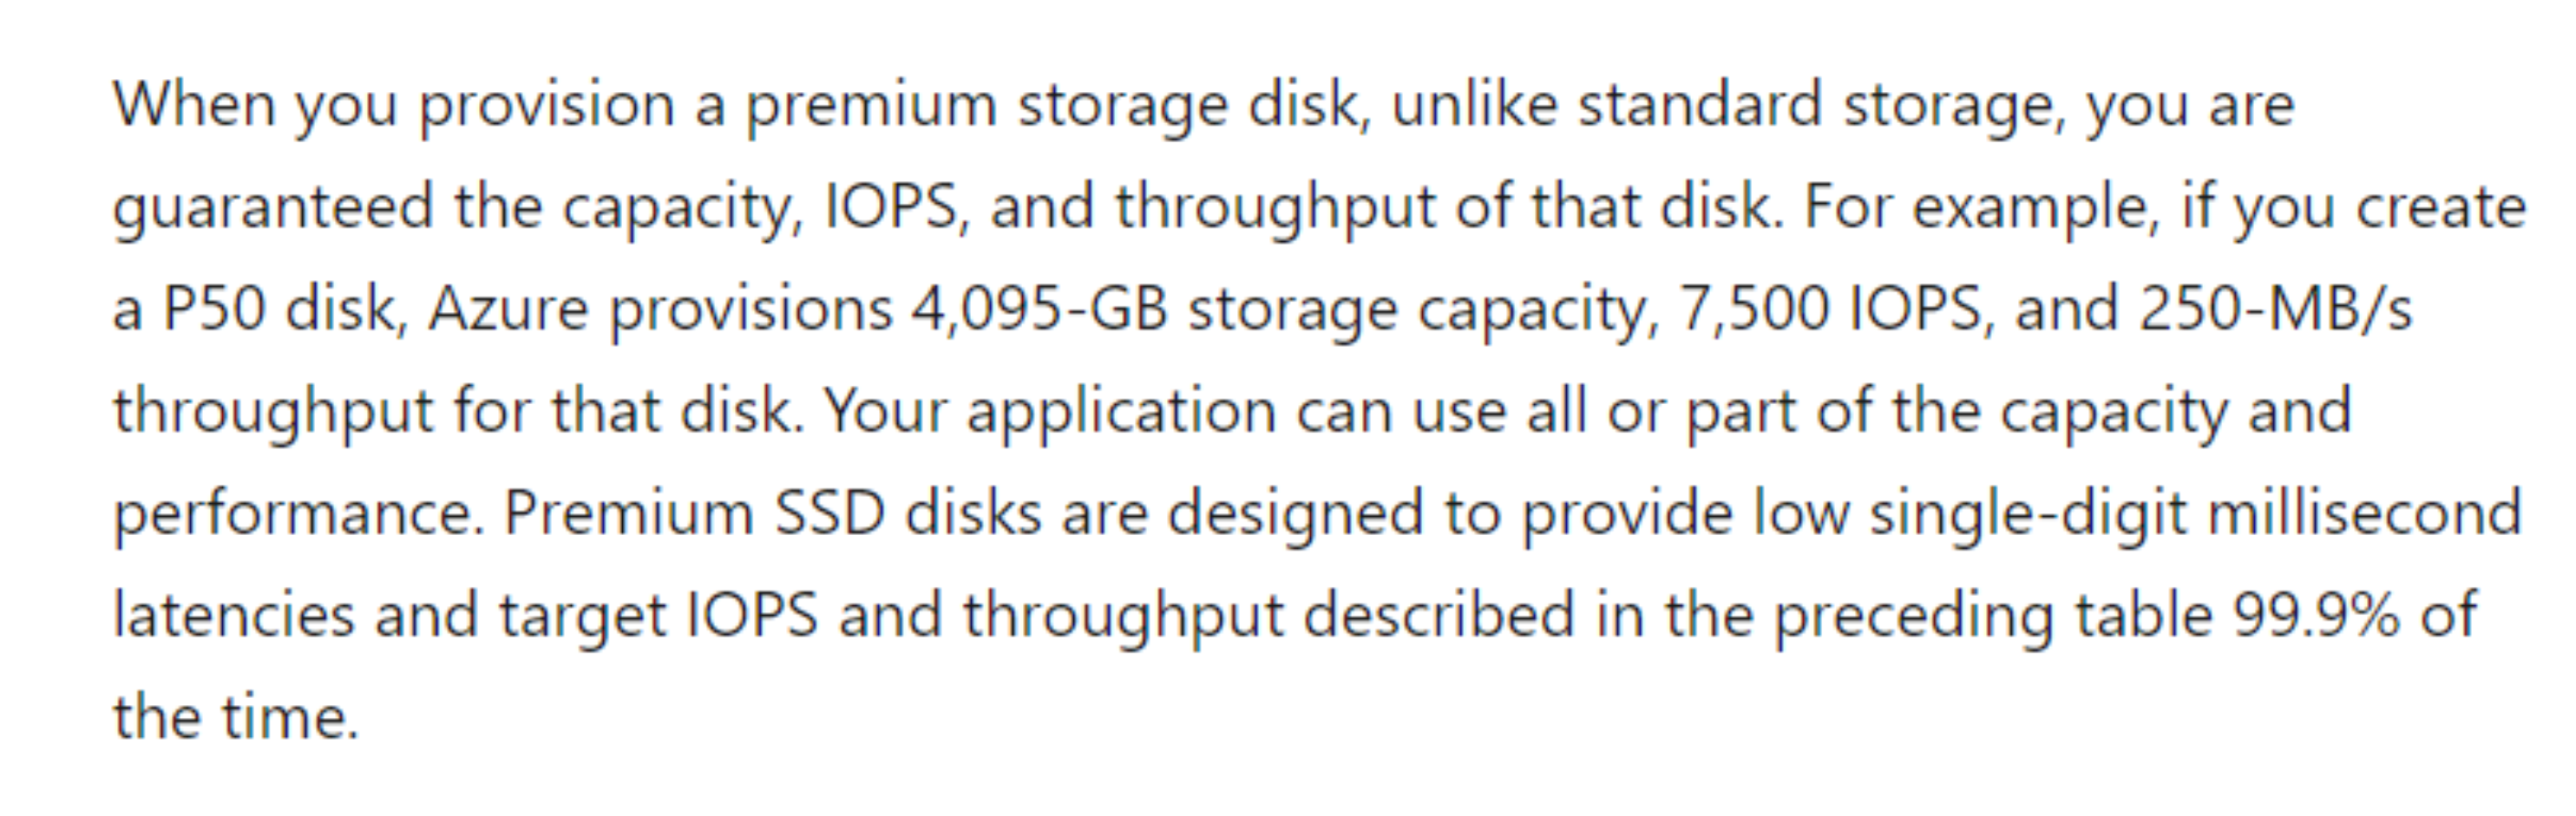 When you provision a premium storage disk, unlike standard storage, you are
guaranteed the capacity, IOPS, and throughput of that disk. For example, if you create
a P50 disk, Azure provisions 4,095-GB storage capacity, 7,500 IOPS, and 250-MB/s
throughput for that disk. Your application can use all or part of the capacity and
performance. Premium SSD disks are designed to provide low single-digit millisecond
latencies and target IOPS and throughput described in the preceding table 99.9% of
the time.